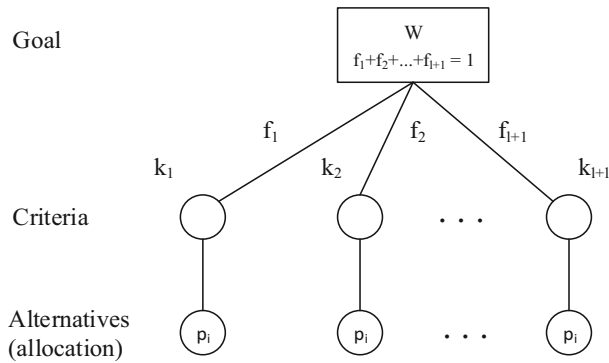 Goal
W
f₁+f₂+...+fₗ₊₁ = 1
f₁
f₂
fₗ₊₁
k₁
k₂
kₗ₊₁
Criteria
. . .
Alternatives
(allocation)
pᵢ
pᵢ
. . .
pᵢ